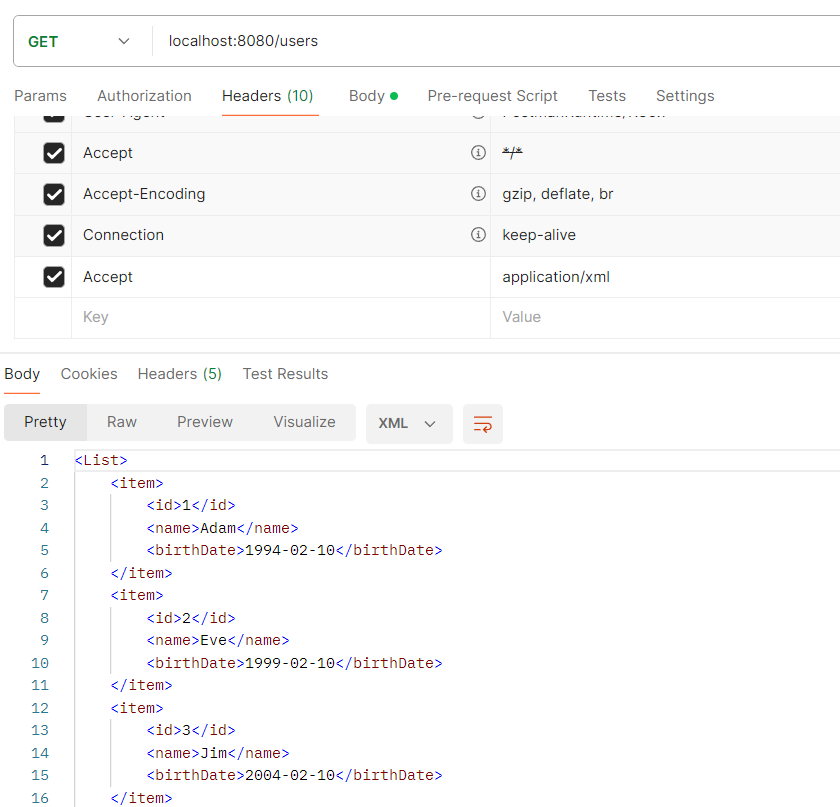 GET localhost:8080/users
Params Authorization Headers (10) Body Pre-request Script Tests Settings
Accept */*
Accept-Encoding gzip, deflate, br
Connection keep-alive
Accept application/xml
Key Value
Body Cookies Headers (5) Test Results
Pretty Raw Preview Visualize XML
1 <List>
2 <item>
3 <id>1</id>
4 <name>Adam</name>
5 <birthDate>1994-02-10</birthDate>
6 </item>
7 <item>
8 <id>2</id>
9 <name>Eve</name>
10 <birthDate>1999-02-10</birthDate>
11 </item>
12 <item>
13 <id>3</id>
14 <name>Jim</name>
15 <birthDate>2004-02-10</birthDate>
16 </item>